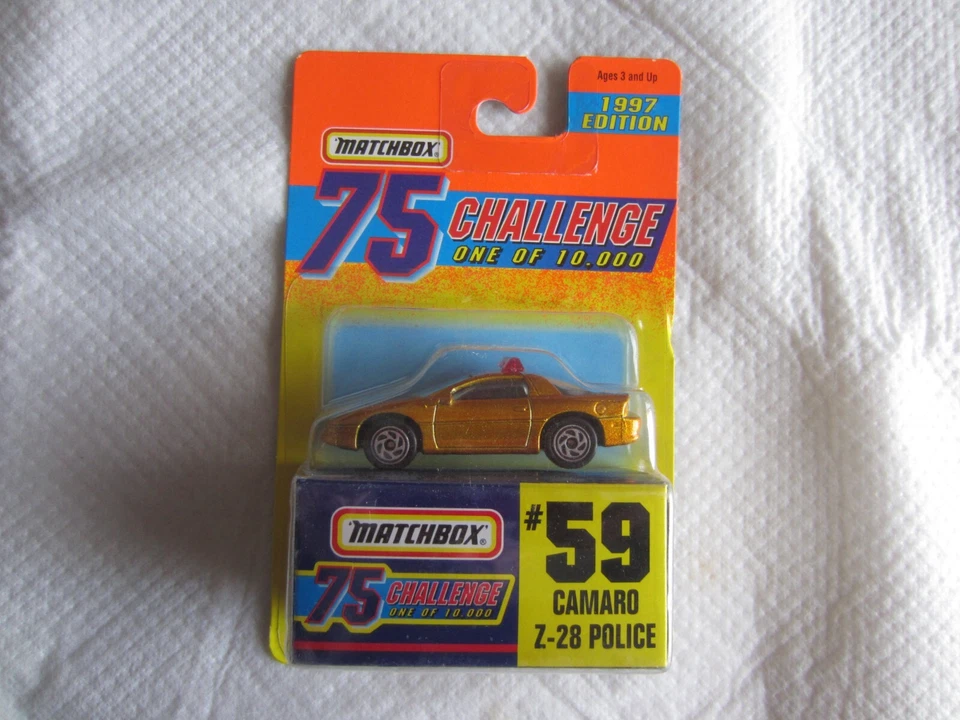 Ages 3 and Up
1997
EDITION
MATCHBOX®
75 CHALLENGE
ONE OF 10,000
MATCHBOX®
75 CHALLENGE
ONE OF 10,000
#59
CAMARO
Z-28 POLICE